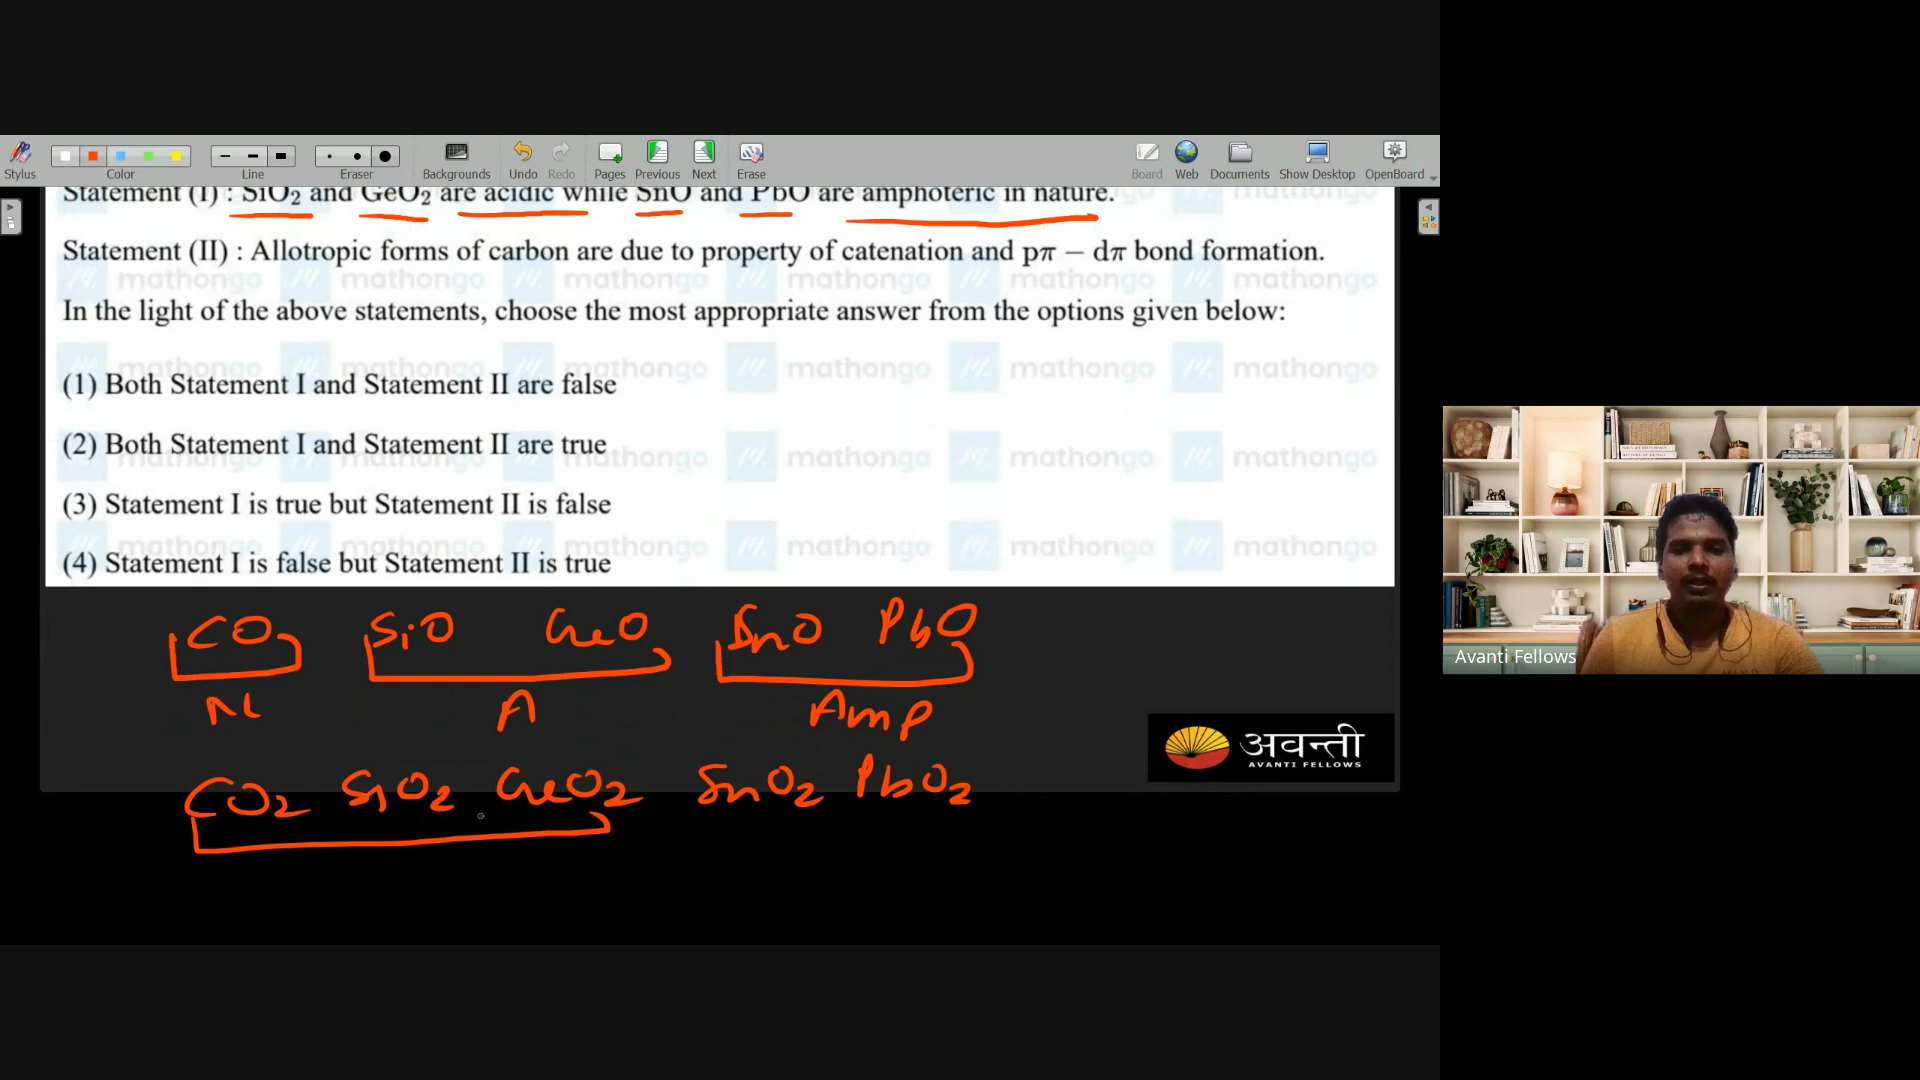 Stylus Color Line Eraser Backgrounds Undo Redo Pages Previous Next Erase Board Web Documents Show Desktop OpenBoard
Statement (I) : SiO₂ and GeO₂ are acidic while SnO and PbO are amphoteric in nature.
Statement (II) : Allotropic forms of carbon are due to property of catenation and pπ − dπ bond formation.
In the light of the above statements, choose the most appropriate answer from the options given below:
(1) Both Statement I and Statement II are false
(2) Both Statement I and Statement II are true
(3) Statement I is true but Statement II is false
(4) Statement I is false but Statement II is true
CO SiO GeO SnO PbO
N A Amp
CO₂ SiO₂ GeO₂ SnO₂ PbO₂
अवन्ती
AVANTI FELLOWS
Avanti Fellows
mathongo